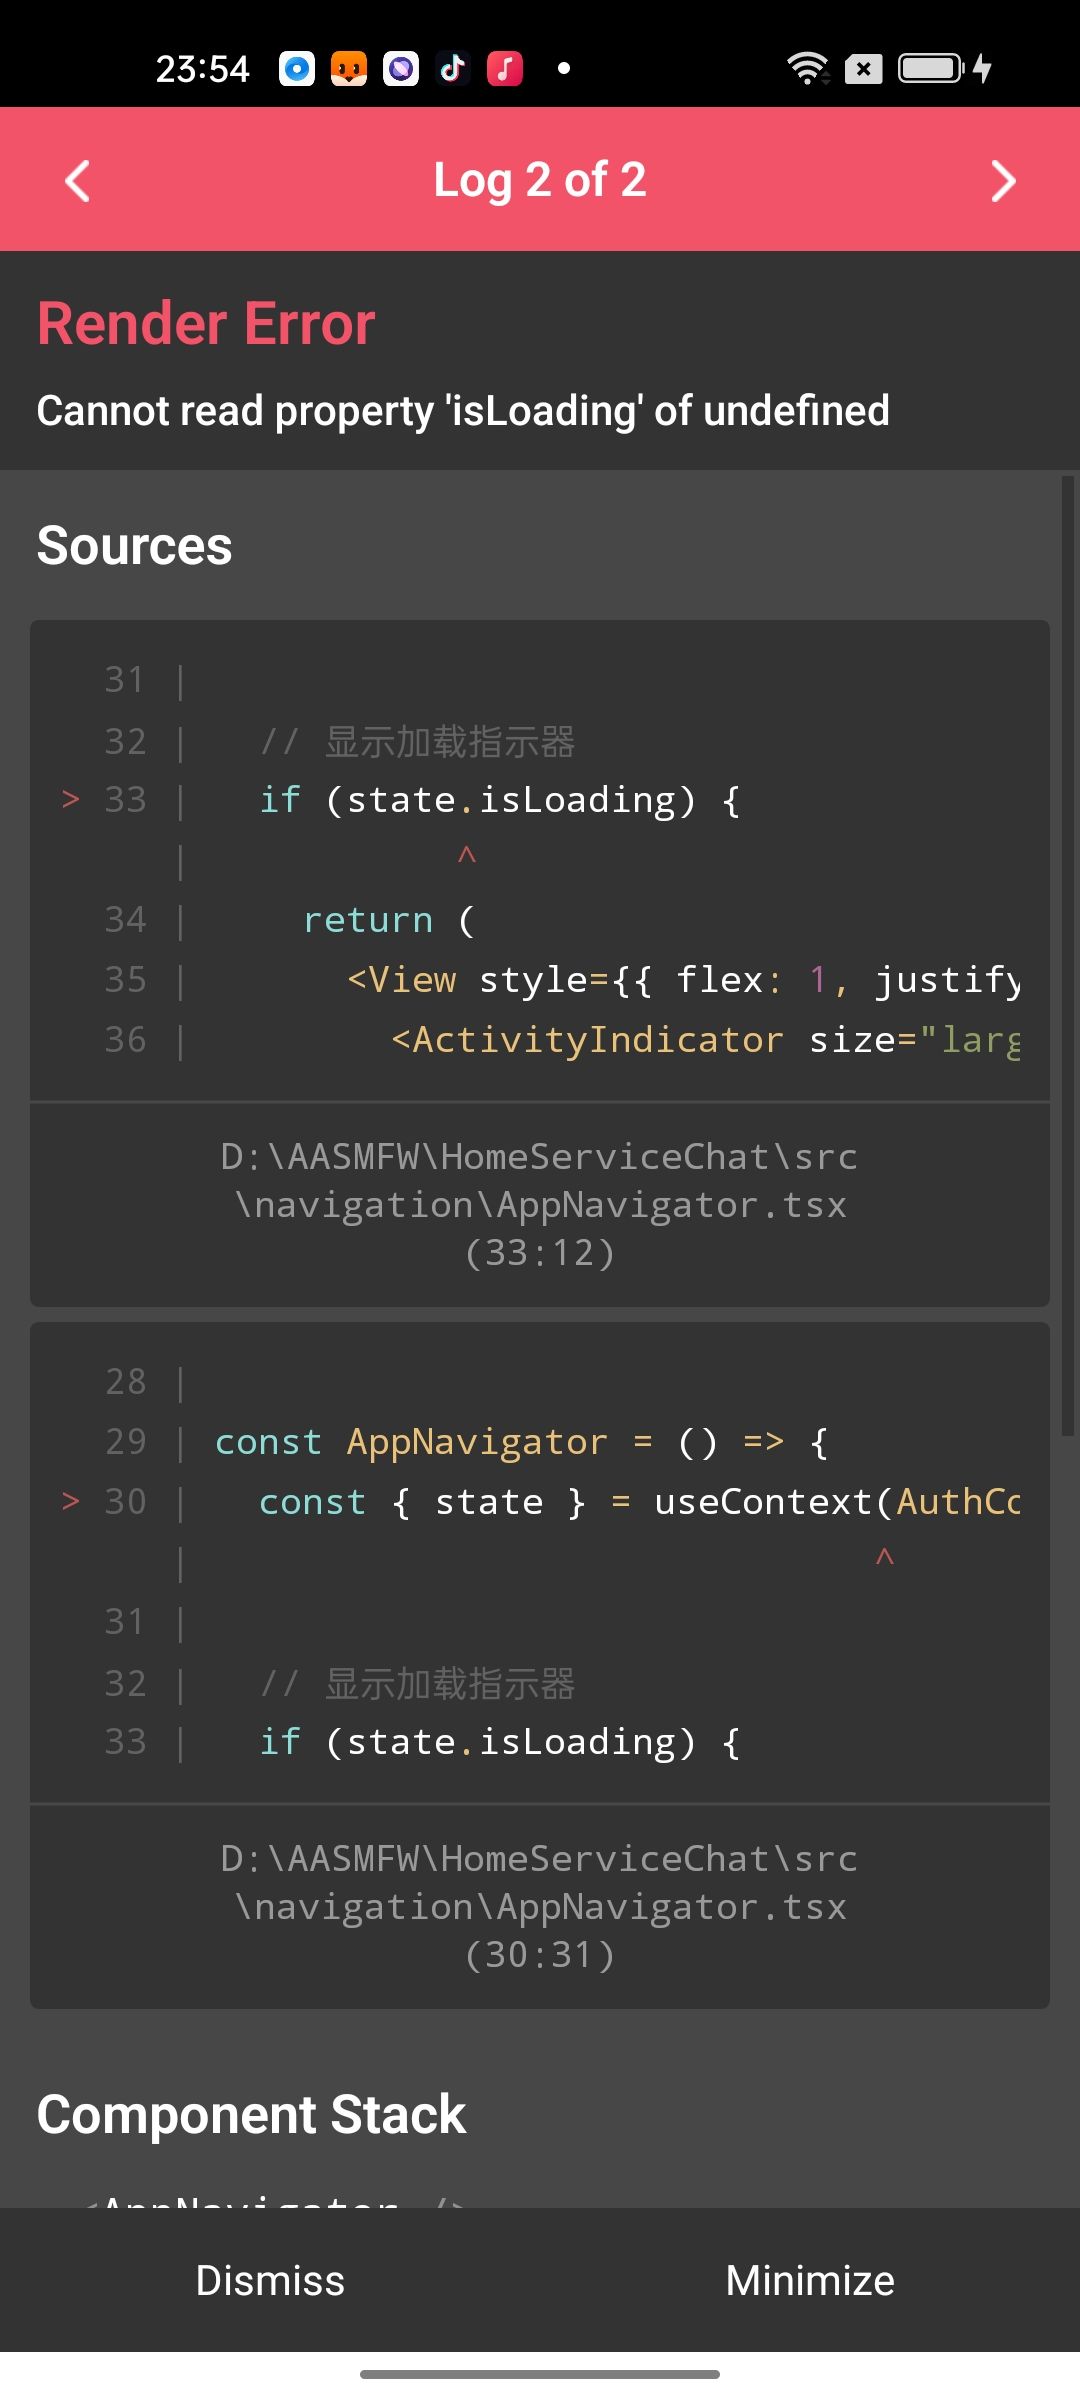 23:54
Log 2 of 2
Render Error
Cannot read property 'isLoading' of undefined
Sources
31 |
32 |   // 显示加载指示器
> 33 |   if (state.isLoading) {
|            ^
34 |     return (
35 |       <View style={{ flex: 1, justify
36 |         <ActivityIndicator size="larg
D:\AASMFW\HomeServiceChat\src
\navigation\AppNavigator.tsx
(33:12)
28 |
29 | const AppNavigator = () => {
> 30 |   const { state } = useContext(AuthCo
|                               ^
31 |
32 |   // 显示加载指示器
33 |   if (state.isLoading) {
D:\AASMFW\HomeServiceChat\src
\navigation\AppNavigator.tsx
(30:31)
Component Stack
<AppNavigator />
Dismiss
Minimize